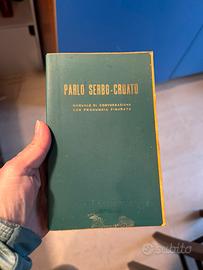 PARLO SERBO-CROATO
MANUALE DI CONVERSAZIONE
CON PRONUNCIA FIGURATA
subito